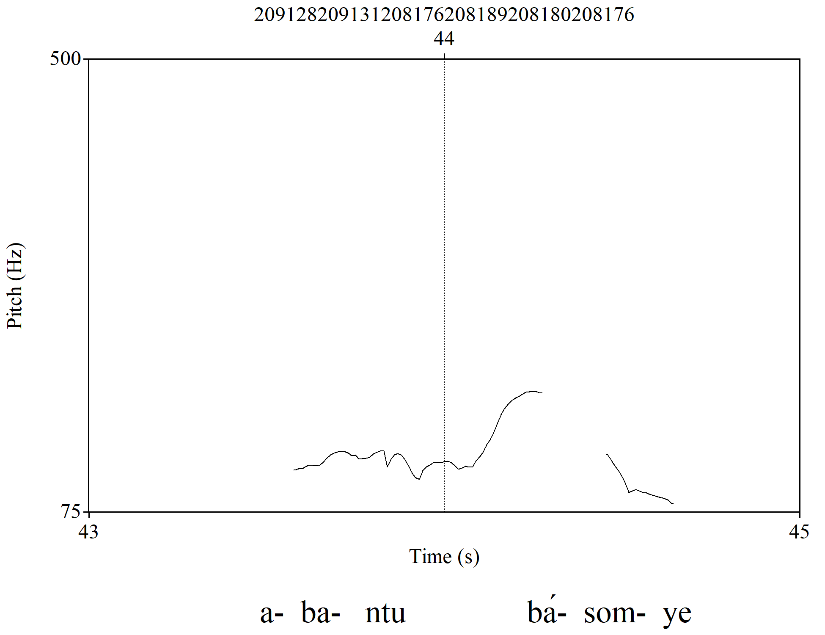 209128209131208176208189208180208176
44
500
Pitch (Hz)
75
43 45
Time (s)
a- ba- ntu bá- som- ye